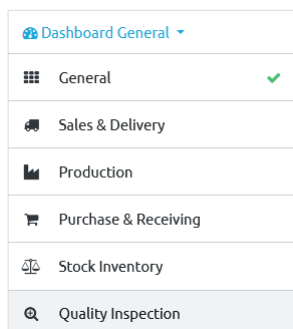 Dashboard General
General
Sales & Delivery
Production
Purchase & Receiving
Stock Inventory
Quality Inspection